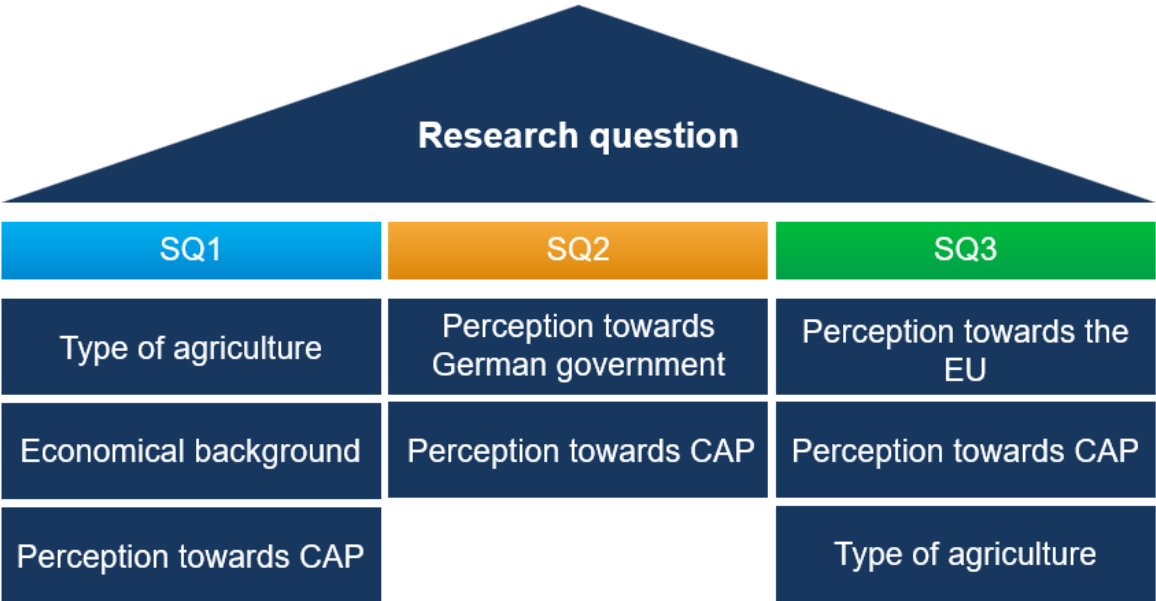 Research question
SQ1
SQ2
SQ3
Type of agriculture
Perception towards
German government
Perception towards the
EU
Economical background
Perception towards CAP
Perception towards CAP
Perception towards CAP
Type of agriculture